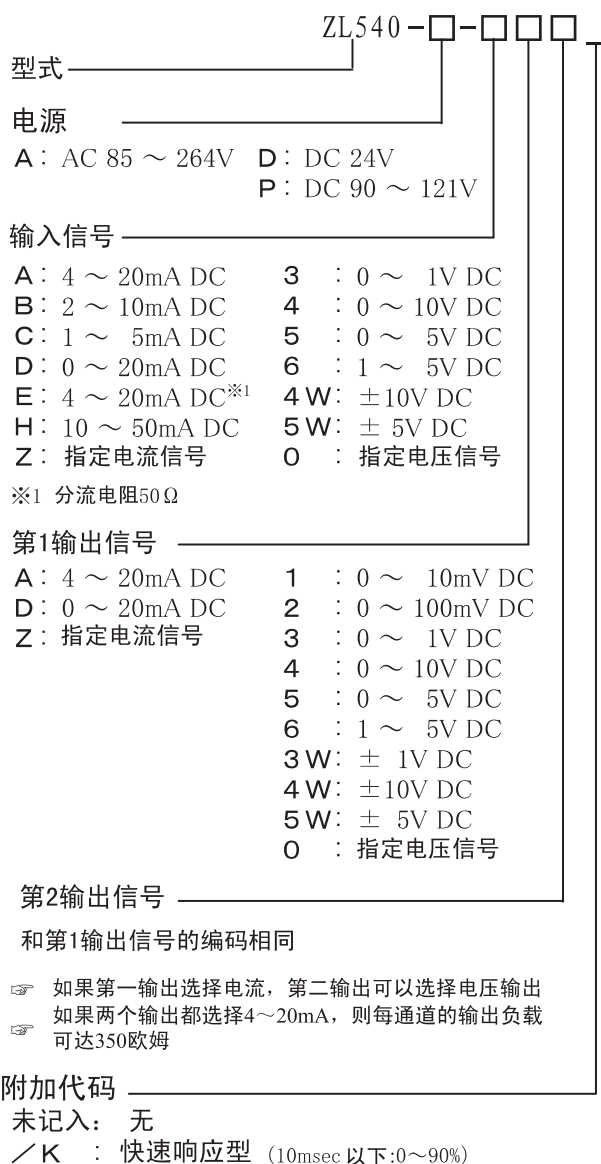 ZL540-□-□□□
型式
电源
A: AC 85 ～ 264V D: DC 24V
P: DC 90 ～ 121V
输入信号
A: 4 ～ 20mA DC 3 : 0 ～ 1V DC
B: 2 ～ 10mA DC 4 : 0 ～ 10V DC
C: 1 ～ 5mA DC 5 : 0 ～ 5V DC
D: 0 ～ 20mA DC 6 : 1 ～ 5V DC
E: 4 ～ 20mA DC※1 4W: ±10V DC
H: 10 ～ 50mA DC 5W: ± 5V DC
Z: 指定电流信号 0 : 指定电压信号
※1 分流电阻50Ω
第1输出信号
A: 4 ～ 20mA DC 1 : 0 ～ 10mV DC
D: 0 ～ 20mA DC 2 : 0 ～ 100mV DC
Z: 指定电流信号 3 : 0 ～ 1V DC
4 : 0 ～ 10V DC
5 : 0 ～ 5V DC
6 : 1 ～ 5V DC
3W: ± 1V DC
4W: ±10V DC
5W: ± 5V DC
0 : 指定电压信号
第2输出信号
和第1输出信号的编码相同
☞ 如果第一输出选择电流，第二输出可以选择电压输出
☞ 如果两个输出都选择4～20mA，则每通道的输出负载
可达350欧姆
附加代码
未记入： 无
／K : 快速响应型 (10msec 以下:0～90%)